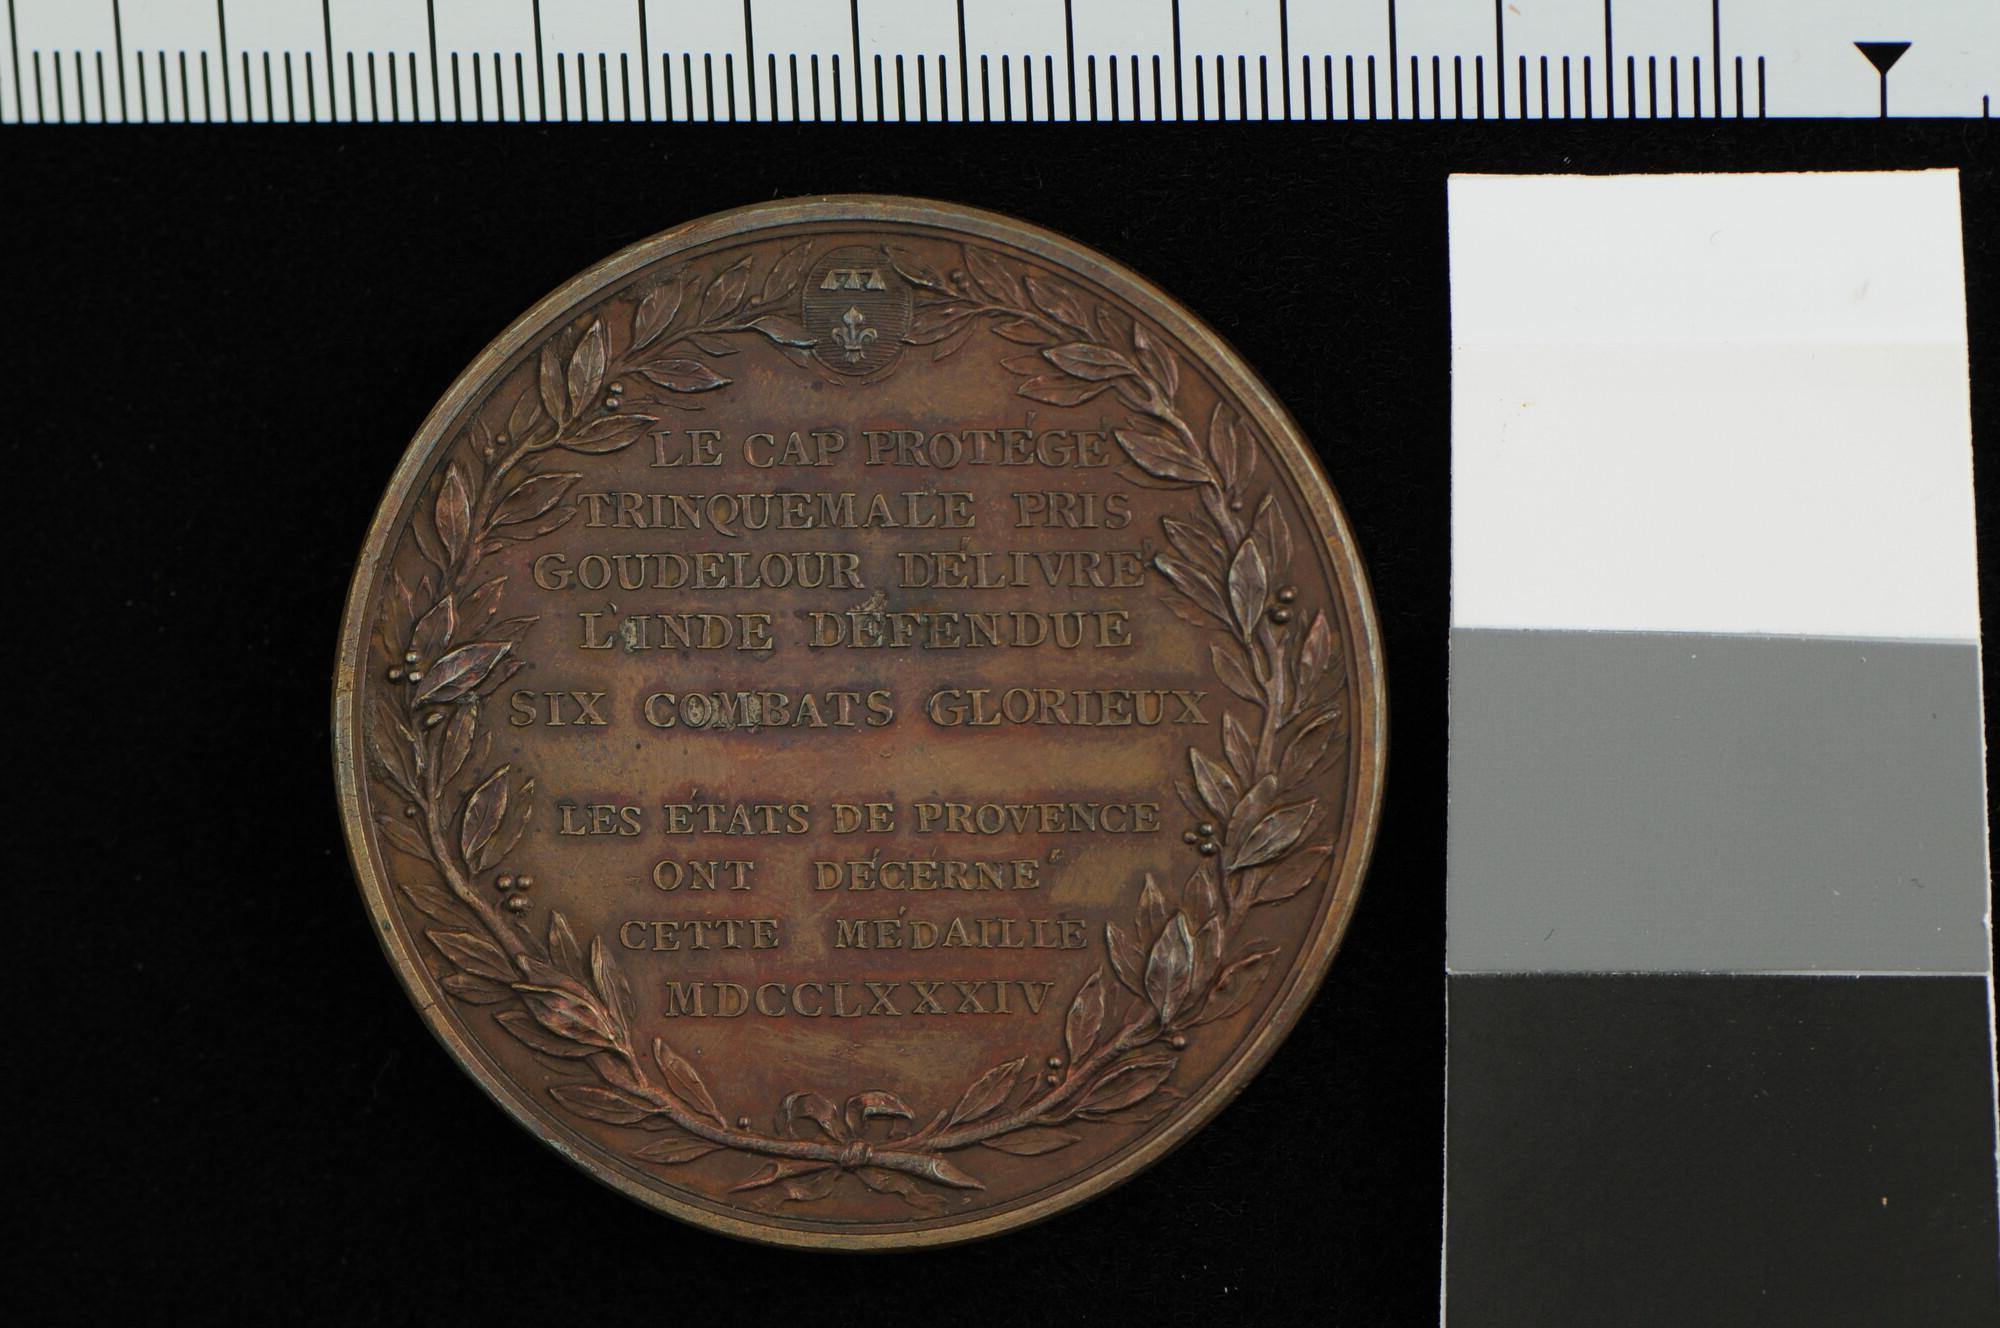 LE CAP PROTÉGÉ
TRINQUEMALE PRIS
GOUDELOUR DÉLIVRÉ
L'INDE DÉFENDUE
SIX COMBATS GLORIEUX
LES ÉTATS DE PROVENCE
ONT DÉCERNÉ
CETTE MÉDAILLE
MDCCLXXXIV